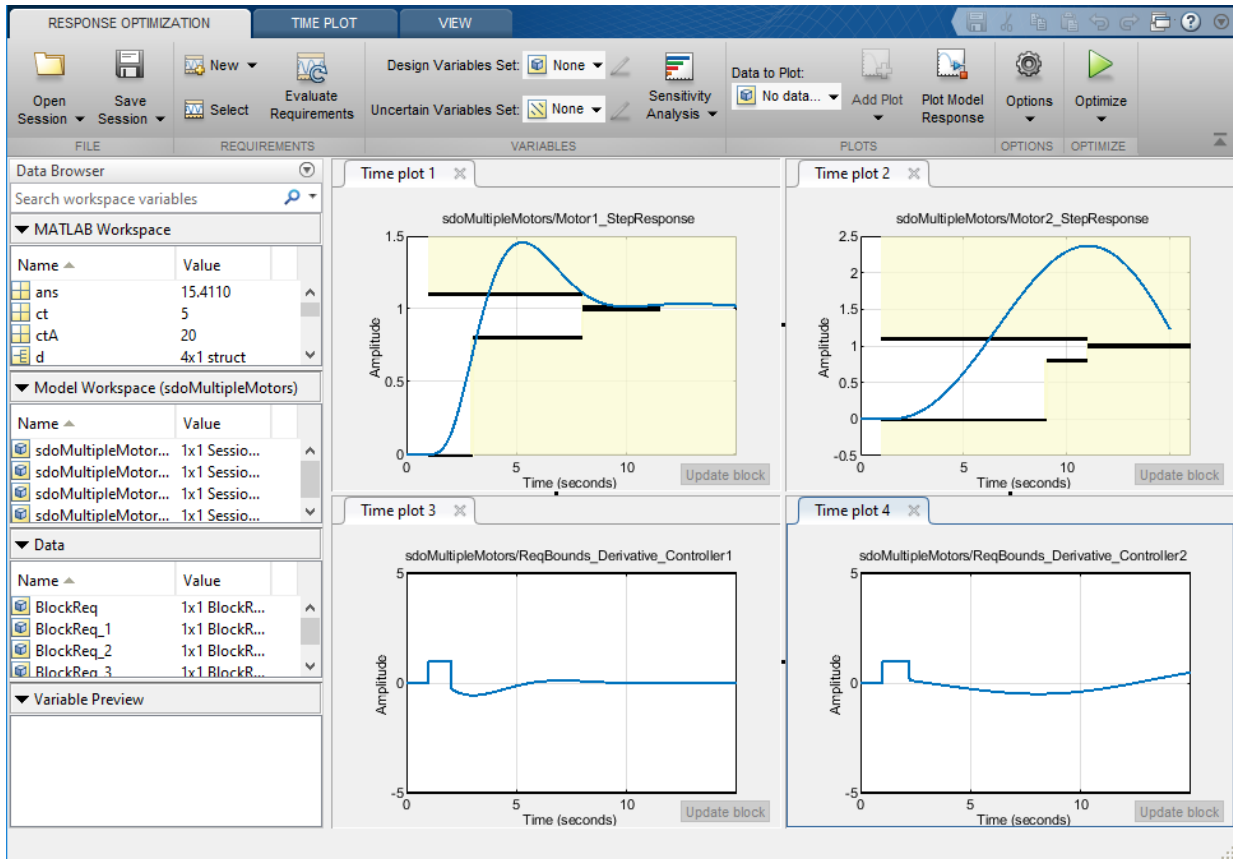 RESPONSE OPTIMIZATION TIME PLOT VIEW
New
Design Variables Set: None
Data to Plot:
No data...
Open Session
Save Session
Select
Evaluate Requirements
Uncertain Variables Set: None
Sensitivity Analysis
Add Plot
Plot Model Response
Options
Optimize
FILE REQUIREMENTS VARIABLES PLOTS OPTIONS OPTIMIZE
Data Browser
Search workspace variables
MATLAB Workspace
Name Value
ans 15.4110
ct 5
ctA 20
d 4x1 struct
Model Workspace (sdoMultipleMotors)
Name Value
sdoMultipleMotor... 1x1 Sessio...
sdoMultipleMotor... 1x1 Sessio...
sdoMultipleMotor... 1x1 Sessio...
sdoMultipleMotor... 1x1 Sessio...
Data
Name Value
BlockReq 1x1 BlockR...
BlockReq_1 1x1 BlockR...
BlockReq_2 1x1 BlockR...
BlockReq_3 1x1 BlockR...
Variable Preview
Time plot 1
sdoMultipleMotors/Motor1_StepResponse
1.5
1
0.5
0
Amplitude
0 5 10
Time (seconds)
Update block
Time plot 2
sdoMultipleMotors/Motor2_StepResponse
2.5
2
1.5
1
0.5
0
-0.5
Amplitude
0 5 10
Time (seconds)
Update block
Time plot 3
sdoMultipleMotors/ReqBounds_Derivative_Controller1
5
0
-5
Amplitude
0 5 10
Time (seconds)
Update block
Time plot 4
sdoMultipleMotors/ReqBounds_Derivative_Controller2
5
0
-5
Amplitude
0 5 10
Time (seconds)
Update block